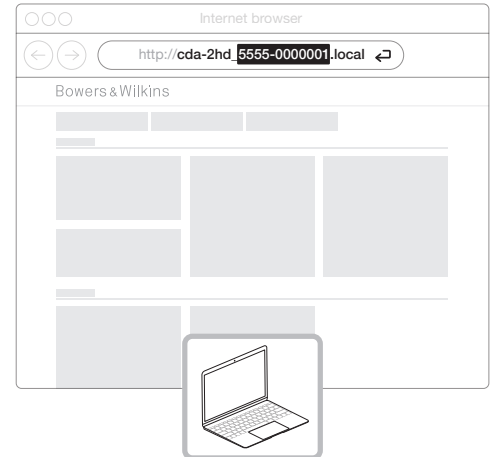 Internet browser
http://cda-2hd_5555-0000001.local
Bowers & Wilkins